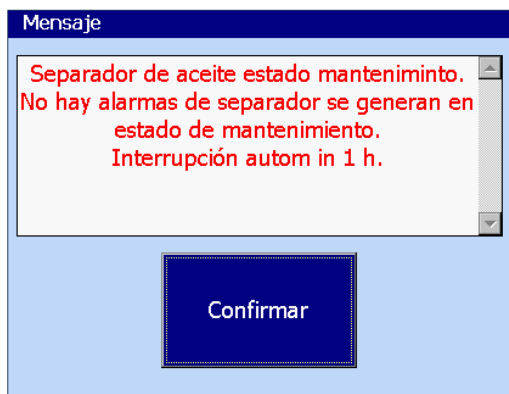 Mensaje
Separador de aceite estado manteniminto.
No hay alarmas de separador se generan en
estado de mantenimiento.
Interrupción autom in 1 h.
Confirmar